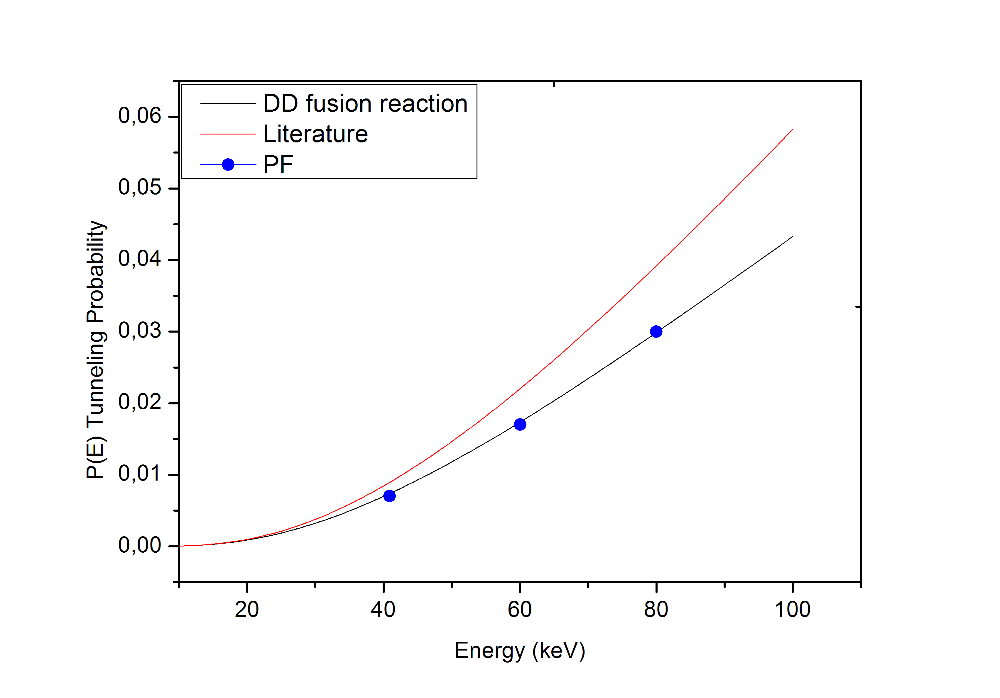 DD fusion reaction
Literature
PF
0,06
0,05
0,04
0,03
0,02
0,01
0,00
P(E) Tunneling Probability
20 40 60 80 100
Energy (keV)